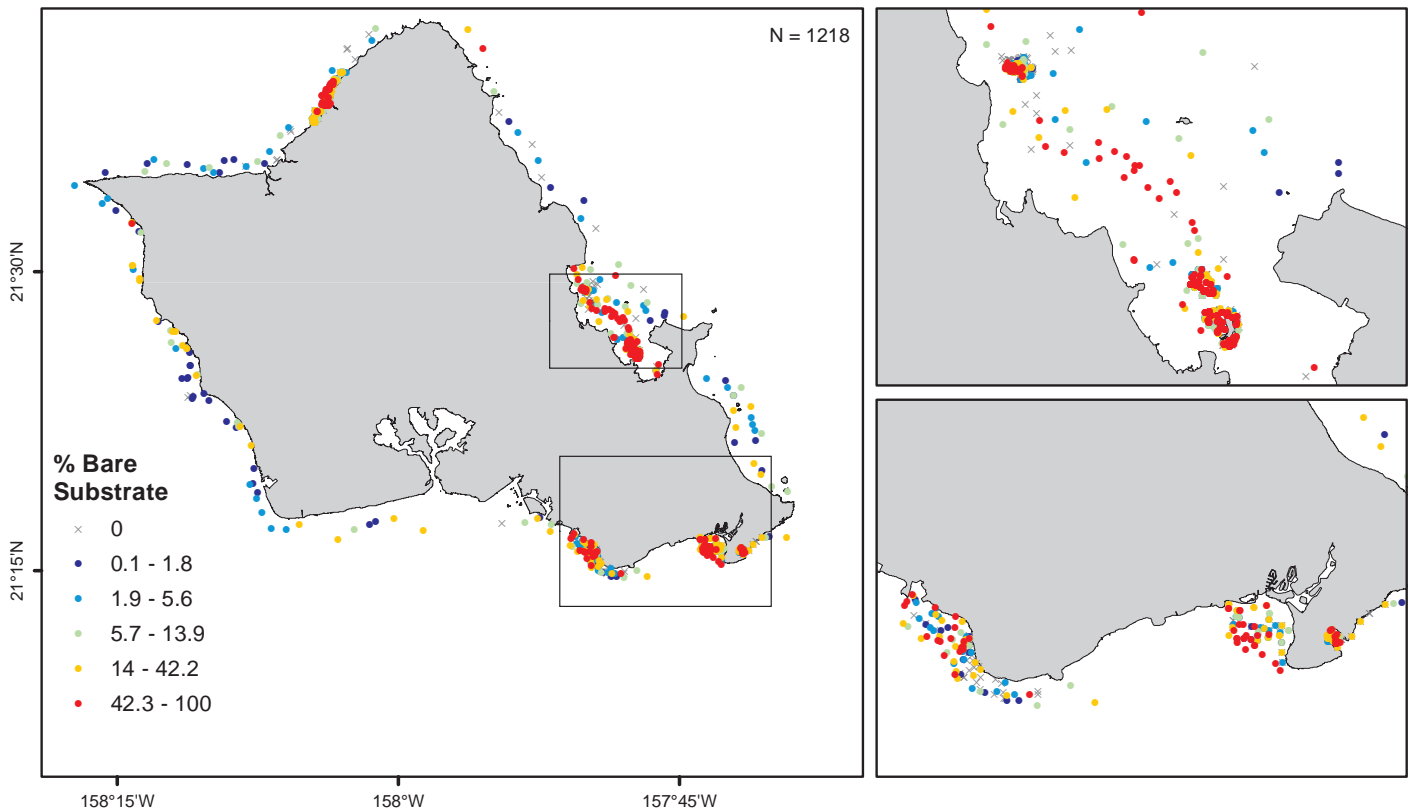 N = 1218
21°30'N
21°15'N
% Bare
Substrate
0
0.1 - 1.8
1.9 - 5.6
5.7 - 13.9
14 - 42.2
42.3 - 100
158°15'W
158°W
157°45'W